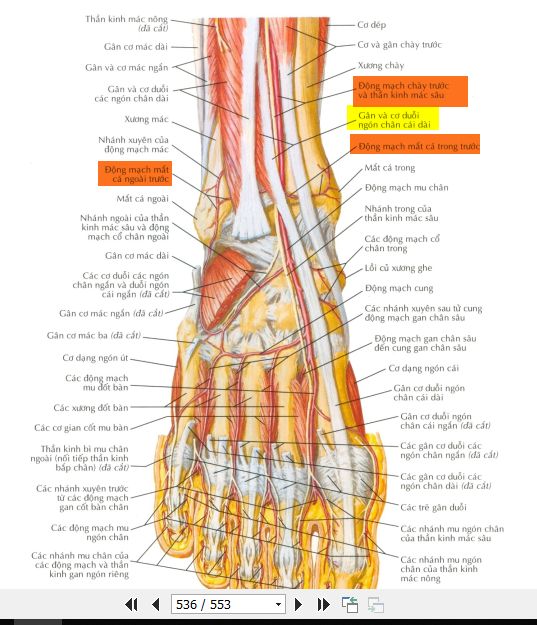 Thần kinh mác nông
(đã cắt)
Gân cơ mác dài
Gân và cơ mác ngắn
Gân và cơ duỗi
các ngón chân dài
Xương mác
Nhánh xuyên của
động mạch mác
Động mạch mắt
cá ngoài trước
Mắt cá ngoài
Nhánh ngoài của thần
kinh mác sâu và động
mạch cổ chân ngoài
Gân cơ mác dài
Các cơ duỗi các ngón
chân ngắn và duỗi ngón
cái ngắn (đã cắt)
Gân cơ mác ngắn (đã cắt)
Gân cơ mác ba (đã cắt)
Cơ dạng ngón út
Các động mạch
mu đốt bàn
Các xương đốt bàn
Các cơ gian cốt mu bàn
Thần kinh bì mu chân
ngoài (nối tiếp thần kinh
bắp chân) (đã cắt)
Các nhánh xuyên trước
từ các động mạch
gan cốt bàn chân
Các động mạch mu
ngón chân
Các nhánh mu chân của
các động mạch và thần
kinh gan ngón riêng
Cơ dép
Cơ và gân chày trước
Xương chày
Động mạch chày trước
và thần kinh mác sâu
Gân và cơ duỗi
ngón chân cái dài
Động mạch mắt cá trong trước
Mắt cá trong
Động mạch mu chân
Nhánh trong của
thần kinh mác sâu
Các động mạch cổ
chân trong
Lồi củ xương ghe
Động mạch cung
Các nhánh xuyên sau từ cung
động mạch gan chân sâu
Động mạch gan chân sâu
đến cung gan chân sâu
Cơ dạng ngón cái
Gân cơ duỗi ngón
chân cái dài
Gân cơ duỗi ngón
chân cái ngắn (đã cắt)
Các gân cơ duỗi các
ngón chân ngắn (đã cắt)
Các gân cơ duỗi các
ngón chân dài (đã cắt)
Các trẽ gân duỗi
Các nhánh mu ngón chân
của thần kinh mác sâu
Các nhánh mu ngón
chân của thần kinh
mác nông
536 / 553